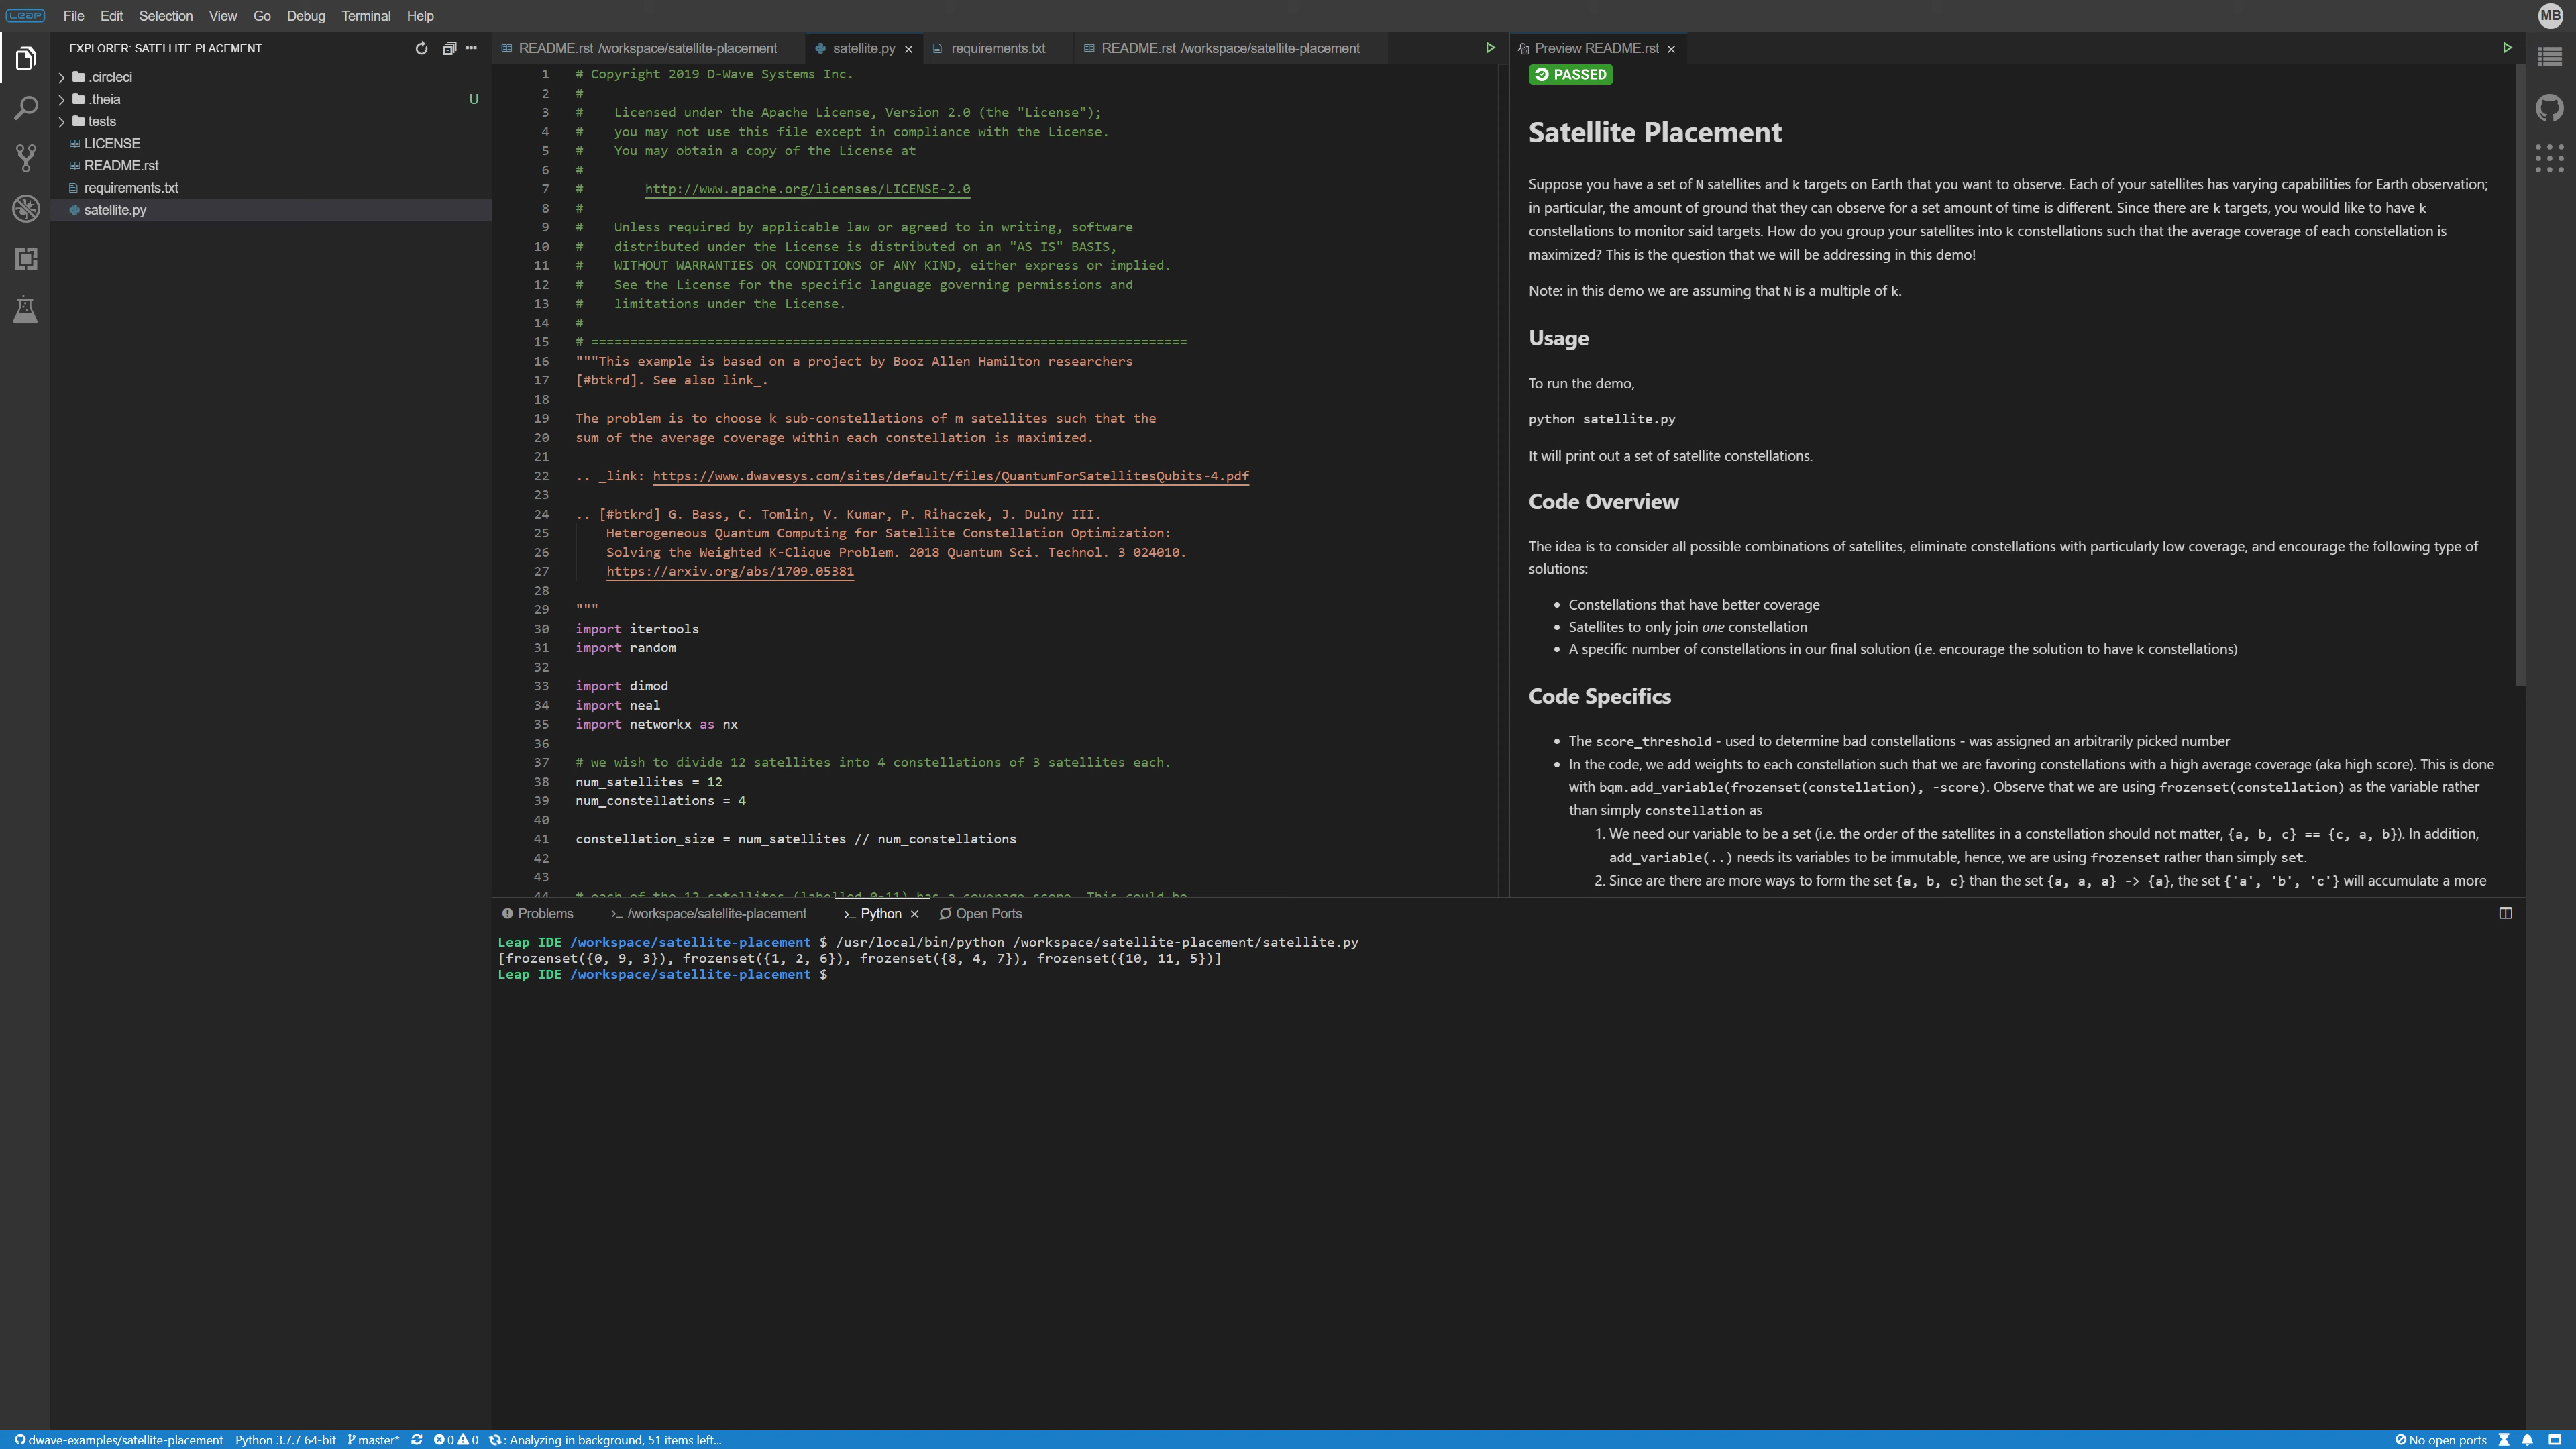 LEAP File Edit Selection View Go Debug Terminal Help MB
EXPLORER: SATELLITE-PLACEMENT
.circleci
.theia U
tests
LICENSE
README.rst
requirements.txt
satellite.py
README.rst /workspace/satellite-placement satellite.py requirements.txt README.rst /workspace/satellite-placement
1 # Copyright 2019 D-Wave Systems Inc.
2 #
3 #    Licensed under the Apache License, Version 2.0 (the "License");
4 #    you may not use this file except in compliance with the License.
5 #    You may obtain a copy of the License at
6 #
7 #        http://www.apache.org/licenses/LICENSE-2.0
8 #
9 #    Unless required by applicable law or agreed to in writing, software
10 #    distributed under the License is distributed on an "AS IS" BASIS,
11 #    WITHOUT WARRANTIES OR CONDITIONS OF ANY KIND, either express or implied.
12 #    See the License for the specific language governing permissions and
13 #    limitations under the License.
14 #
15 # =============================================================================
16 """This example is based on a project by Booz Allen Hamilton researchers
17 [#btkrd]. See also link_.
18
19 The problem is to choose k sub-constellations of m satellites such that the
20 sum of the average coverage within each constellation is maximized.
21
22 .. _link: https://www.dwavesys.com/sites/default/files/QuantumForSatellitesQubits-4.pdf
23
24 .. [#btkrd] G. Bass, C. Tomlin, V. Kumar, P. Rihaczek, J. Dulny III.
25     Heterogeneous Quantum Computing for Satellite Constellation Optimization:
26     Solving the Weighted K-Clique Problem. 2018 Quantum Sci. Technol. 3 024010.
27     https://arxiv.org/abs/1709.05381
28
29 """
30 import itertools
31 import random
32
33 import dimod
34 import neal
35 import networkx as nx
36
37 # we wish to divide 12 satellites into 4 constellations of 3 satellites each.
38 num_satellites = 12
39 num_constellations = 4
40
41 constellation_size = num_satellites // num_constellations
42
43
44 # each of the 12 satellites (labelled 0-11) has a coverage score. This could be
Preview README.rst
PASSED
Satellite Placement
Suppose you have a set of N satellites and k targets on Earth that you want to observe. Each of your satellites has varying capabilities for Earth observation;
in particular, the amount of ground that they can observe for a set amount of time is different. Since there are k targets, you would like to have k
constellations to monitor said targets. How do you group your satellites into k constellations such that the average coverage of each constellation is
maximized? This is the question that we will be addressing in this demo!
Note: in this demo we are assuming that N is a multiple of k.
Usage
To run the demo,
python satellite.py
It will print out a set of satellite constellations.
Code Overview
The idea is to consider all possible combinations of satellites, eliminate constellations with particularly low coverage, and encourage the following type of
solutions:
• Constellations that have better coverage
• Satellites to only join one constellation
• A specific number of constellations in our final solution (i.e. encourage the solution to have k constellations)
Code Specifics
• The score_threshold - used to determine bad constellations - was assigned an arbitrarily picked number
• In the code, we add weights to each constellation such that we are favoring constellations with a high average coverage (aka high score). This is done
with bqm.add_variable(frozenset(constellation), -score). Observe that we are using frozenset(constellation) as the variable rather
than simply constellation as
1. We need our variable to be a set (i.e. the order of the satellites in a constellation should not matter, {a, b, c} == {c, a, b}). In addition,
add_variable(..) needs its variables to be immutable, hence, we are using frozenset rather than simply set.
2. Since are there are more ways to form the set {a, b, c} than the set {a, a, a} -> {a}, the set {'a', 'b', 'c'} will accumulate a more
Problems >_ /workspace/satellite-placement >_ Python Open Ports
Leap IDE /workspace/satellite-placement $ /usr/local/bin/python /workspace/satellite-placement/satellite.py
[frozenset({0, 9, 3}), frozenset({1, 2, 6}), frozenset({8, 4, 7}), frozenset({10, 11, 5})]
Leap IDE /workspace/satellite-placement $
dwave-examples/satellite-placement Python 3.7.7 64-bit master* 0 0 : Analyzing in background, 51 items left... No open ports